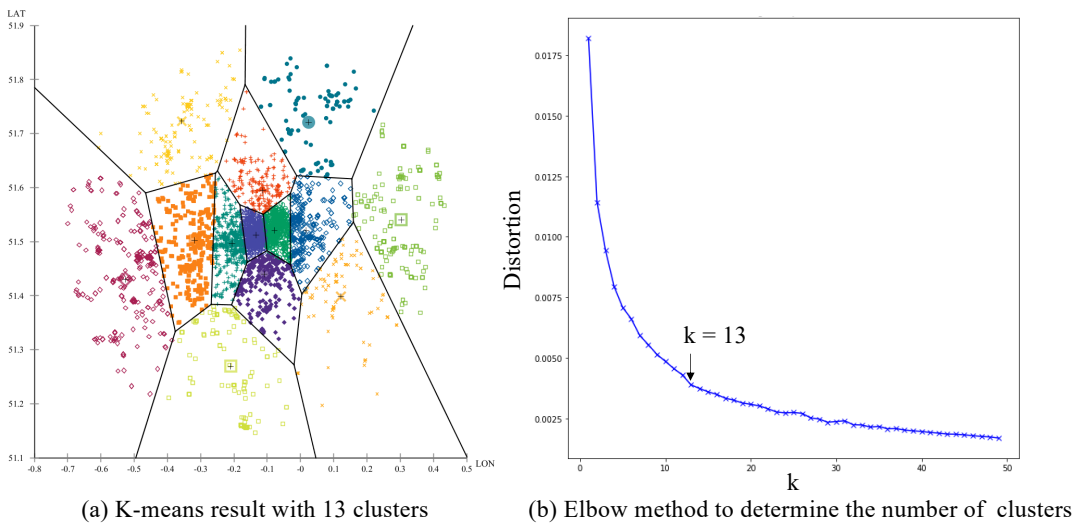 LAT
51.9
51.8
51.7
51.6
51.5
51.4
51.3
51.2
51.1
-0.8 -0.7 -0.6 -0.5 -0.4 -0.3 -0.2 -0.1 0.0 0.1 0.2 0.3 0.4 0.5
LON
(a) K-means result with 13 clusters
0.0175
0.0150
0.0125
0.0100
0.0075
0.0050
0.0025
Distortion
k = 13
0 10 20 30 40 50
k
(b) Elbow method to determine the number of clusters